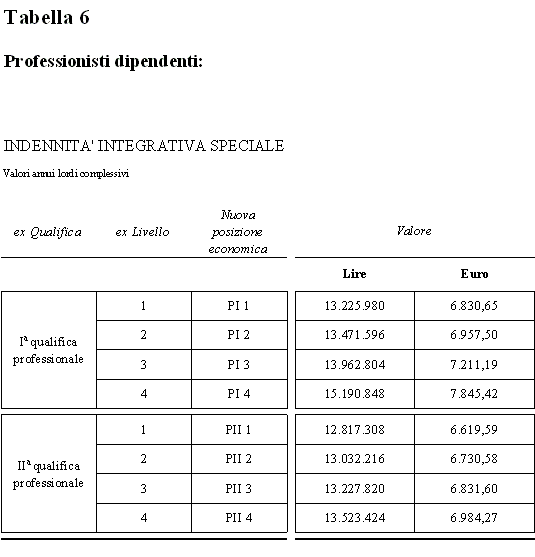 Tabella 6
Professionisti dipendenti:
INDENNITA' INTEGRATIVA SPECIALE
Valori annui lordi complessivi
ex Qualifica ex Livello Nuova posizione economica Valore
Lire Euro
Iª qualifica professionale
1 PI 1 13.225.980 6.830,65
2 PI 2 13.471.596 6.957,50
3 PI 3 13.962.804 7.211,19
4 PI 4 15.190.848 7.845,42
IIª qualifica professionale
1 PII 1 12.817.308 6.619,59
2 PII 2 13.032.216 6.730,58
3 PII 3 13.227.820 6.831,60
4 PII 4 13.523.424 6.984,27